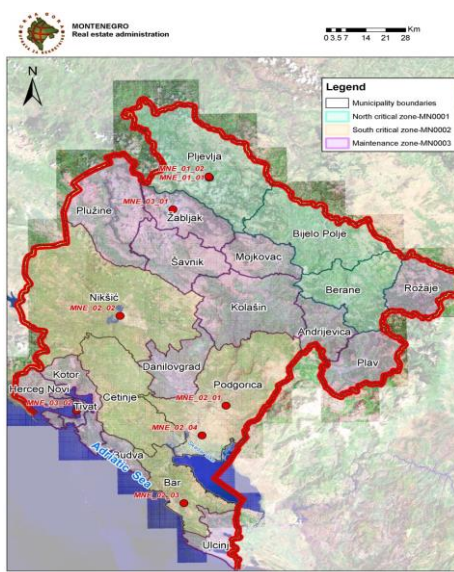 MONTENEGRO
Real estate administration
Km
0 3.5 7 14 21 28
N
Legend
Municipality boundaries
North critical zone-MN0001
South critical zone-MN0002
Maintenance zone-MN0003
Pljevlja
MNE_01_02
MNE_01_01
MNE_03_01
Plužine
Žabljak
Bijelo Polje
Mojkovac
Šavnik
Berane
Rožaje
Nikšić
MNE_02_02
Kolašin
Andrijevica
Plav
Danilovgrad
Kotor
Podgorica
Herceg Novi
Cetinje
Tivat
MNE_02_01
MNE_02_04
Adriatic Sea
Bar
Ulcinj